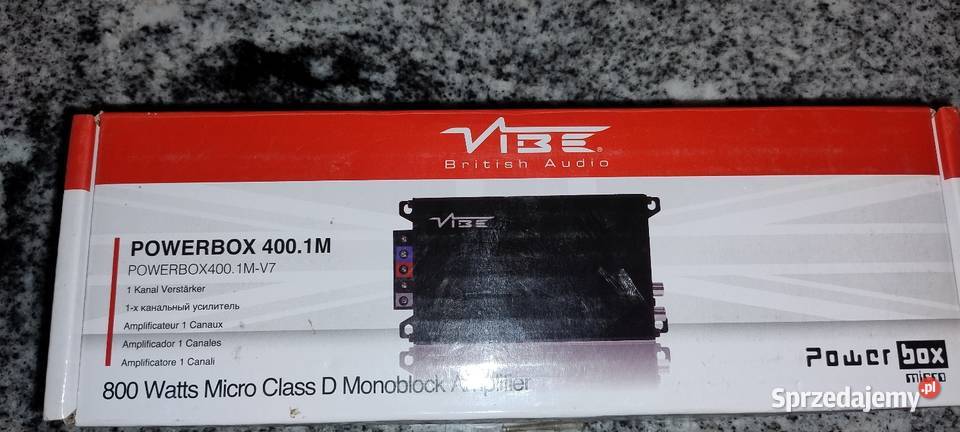 VIBE®
British Audio
VIBE
POWERBOX 400.1M
POWERBOX400.1M-V7
1 Kanal Verstärker
1-х канальный усилитель
Amplificateur 1 Canaux
Amplificador 1 Canales
Amplificatore 1 Canali
800 Watts Micro Class D Monoblock Amplifier
Power box
micro
Sprzedajemy.pl